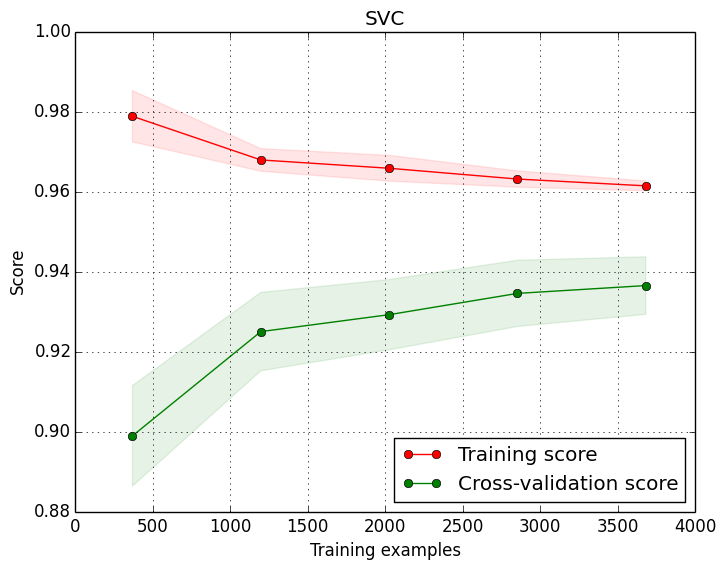 SVC
1.00
0.98
0.96
0.94
0.92
0.90
0.88
Score
Training score
Cross-validation score
0 500 1000 1500 2000 2500 3000 3500 4000
Training examples